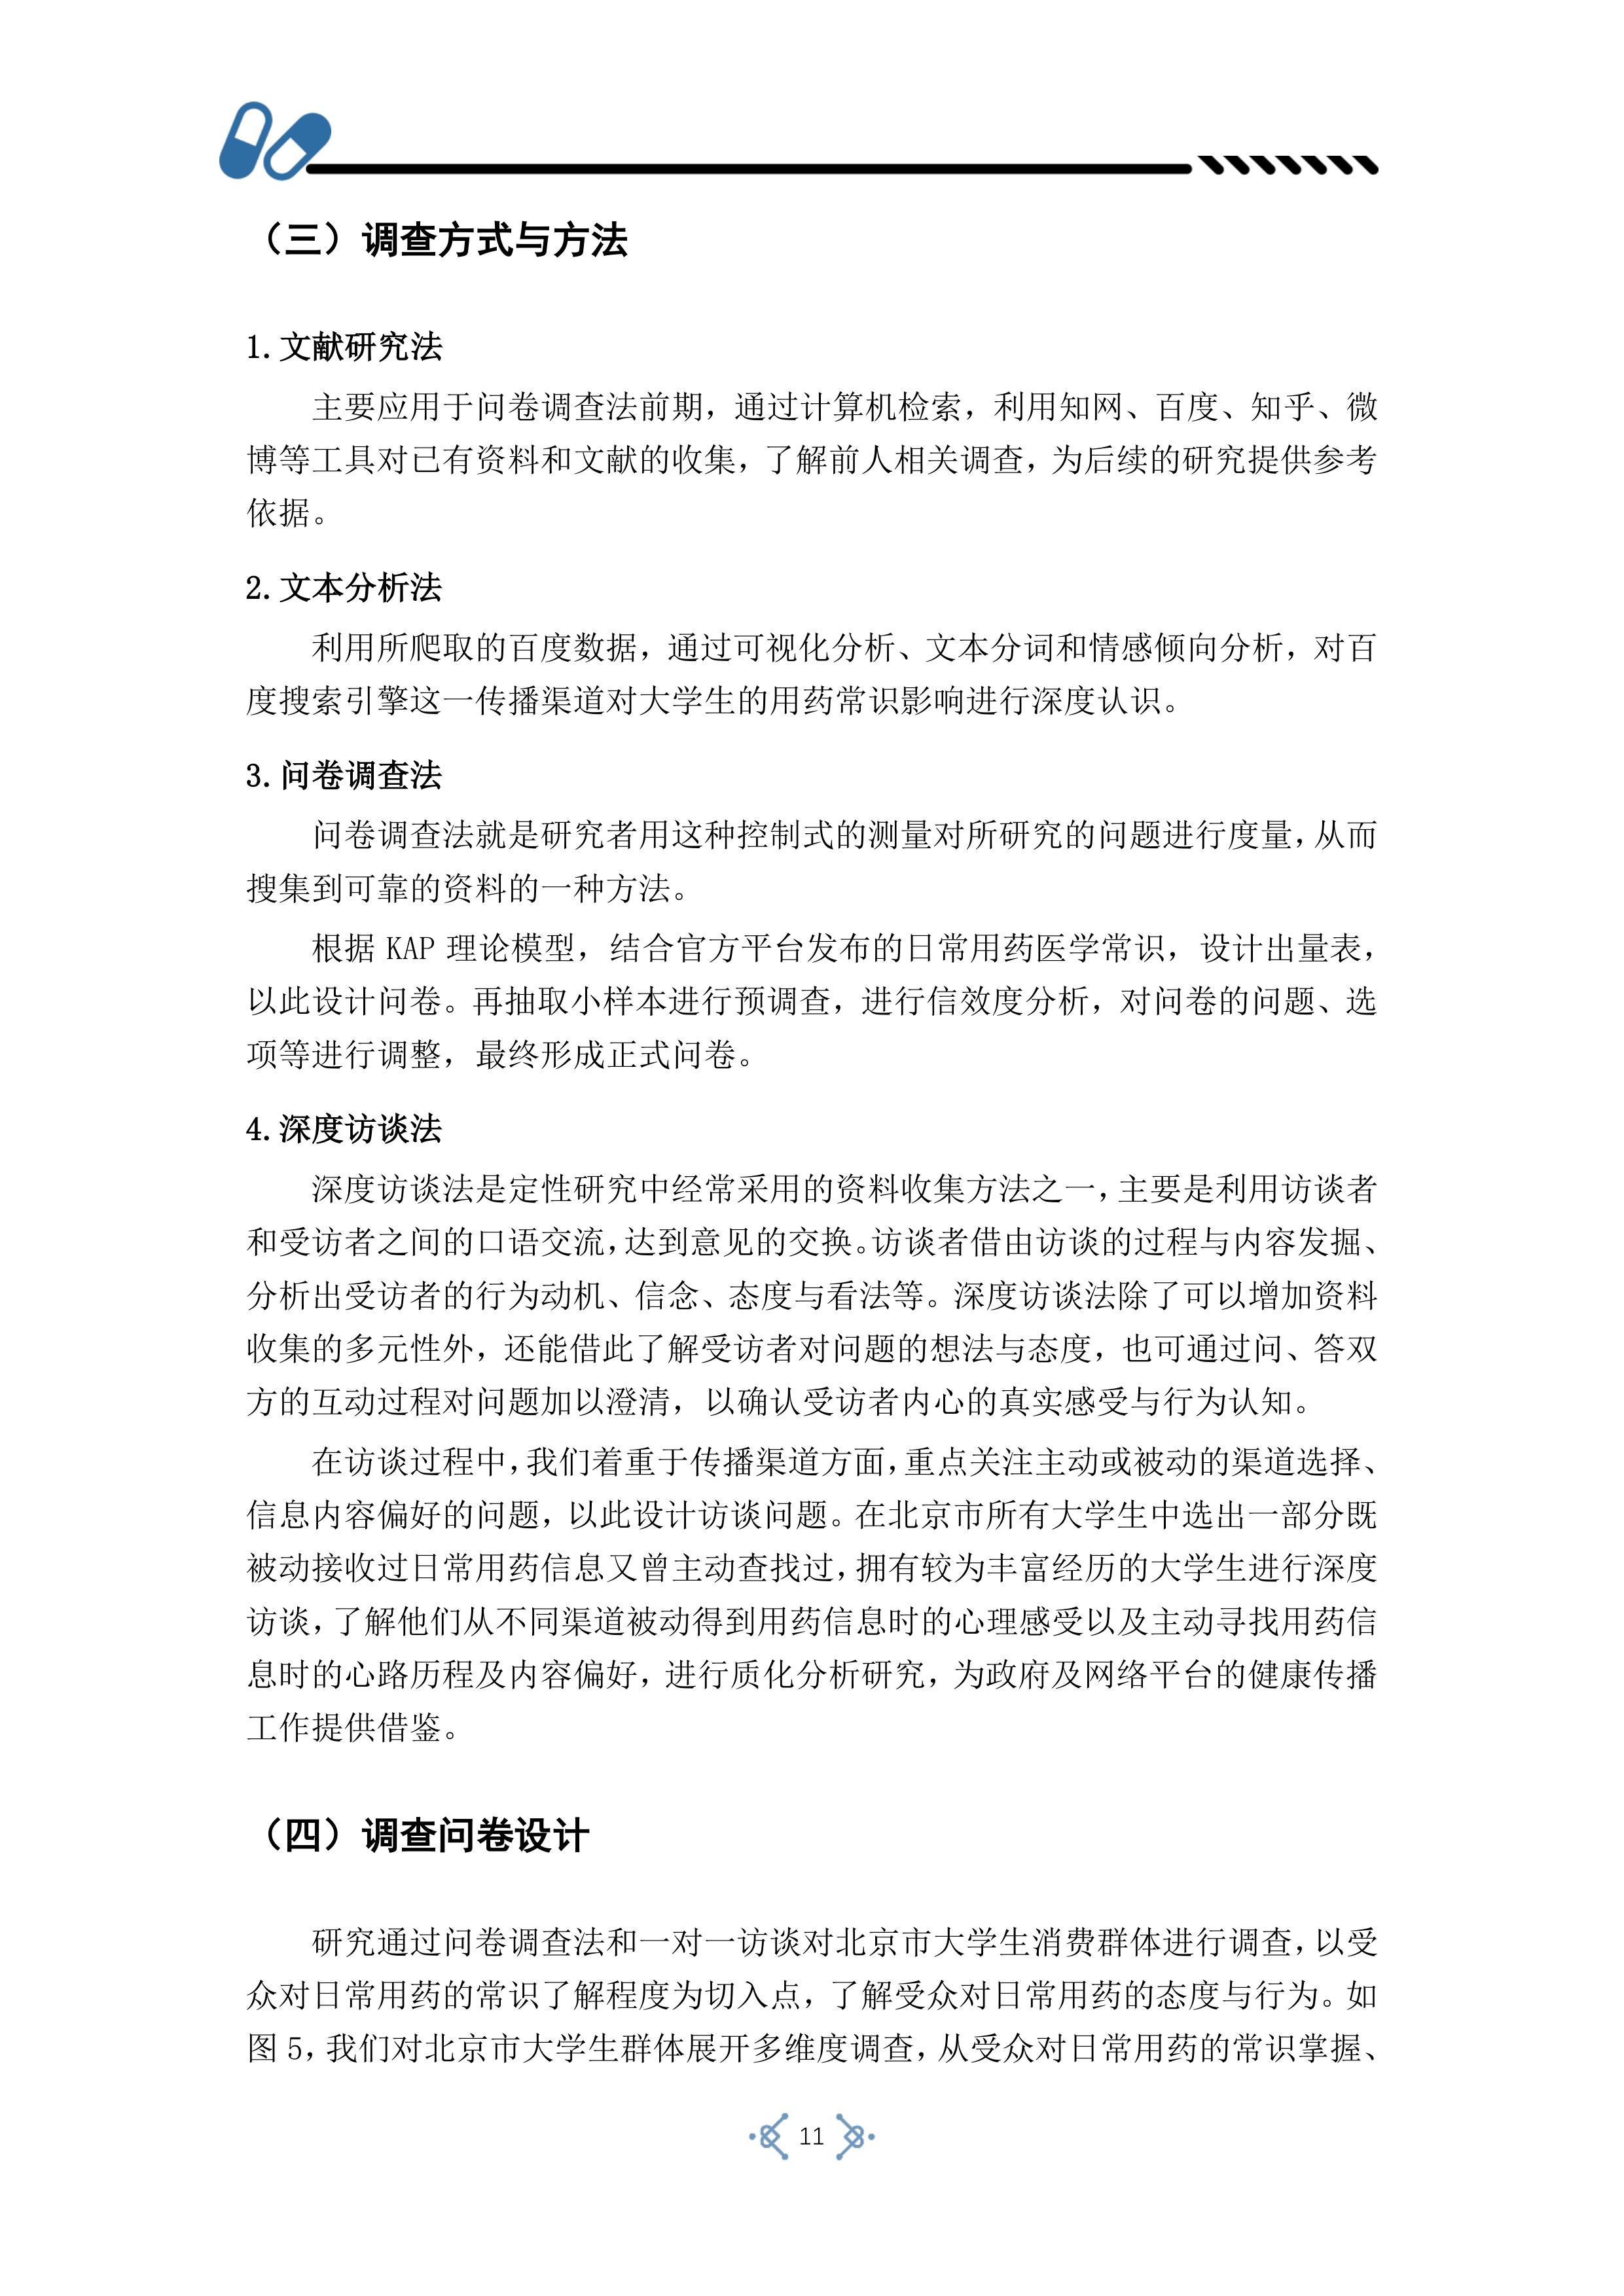 （三）调查方式与方法
1.文献研究法
主要应用于问卷调查法前期，通过计算机检索，利用知网、百度、知乎、微
博等工具对已有资料和文献的收集，了解前人相关调查，为后续的研究提供参考
依据。
2.文本分析法
利用所爬取的百度数据，通过可视化分析、文本分词和情感倾向分析，对百
度搜索引擎这一传播渠道对大学生的用药常识影响进行深度认识。
3.问卷调查法
问卷调查法就是研究者用这种控制式的测量对所研究的问题进行度量，从而
搜集到可靠的资料的一种方法。
根据 KAP 理论模型，结合官方平台发布的日常用药医学常识，设计出量表，
以此设计问卷。再抽取小样本进行预调查，进行信效度分析，对问卷的问题、选
项等进行调整，最终形成正式问卷。
4.深度访谈法
深度访谈法是定性研究中经常采用的资料收集方法之一，主要是利用访谈者
和受访者之间的口语交流，达到意见的交换。访谈者借由访谈的过程与内容发掘、
分析出受访者的行为动机、信念、态度与看法等。深度访谈法除了可以增加资料
收集的多元性外，还能借此了解受访者对问题的想法与态度，也可通过问、答双
方的互动过程对问题加以澄清，以确认受访者内心的真实感受与行为认知。
在访谈过程中，我们着重于传播渠道方面，重点关注主动或被动的渠道选择、
信息内容偏好的问题，以此设计访谈问题。在北京市所有大学生中选出一部分既
被动接收过日常用药信息又曾主动查找过，拥有较为丰富经历的大学生进行深度
访谈，了解他们从不同渠道被动得到用药信息时的心理感受以及主动寻找用药信
息时的心路历程及内容偏好，进行质化分析研究，为政府及网络平台的健康传播
工作提供借鉴。
（四）调查问卷设计
研究通过问卷调查法和一对一访谈对北京市大学生消费群体进行调查，以受
众对日常用药的常识了解程度为切入点，了解受众对日常用药的态度与行为。如
图 5，我们对北京市大学生群体展开多维度调查，从受众对日常用药的常识掌握、
11